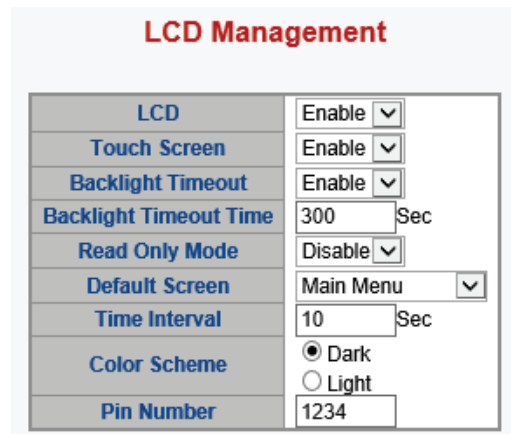 LCD Management
LCD Enable
Touch Screen Enable
Backlight Timeout Enable
Backlight Timeout Time 300 Sec
Read Only Mode Disable
Default Screen Main Menu
Time Interval 10 Sec
Color Scheme Dark
Light
Pin Number 1234